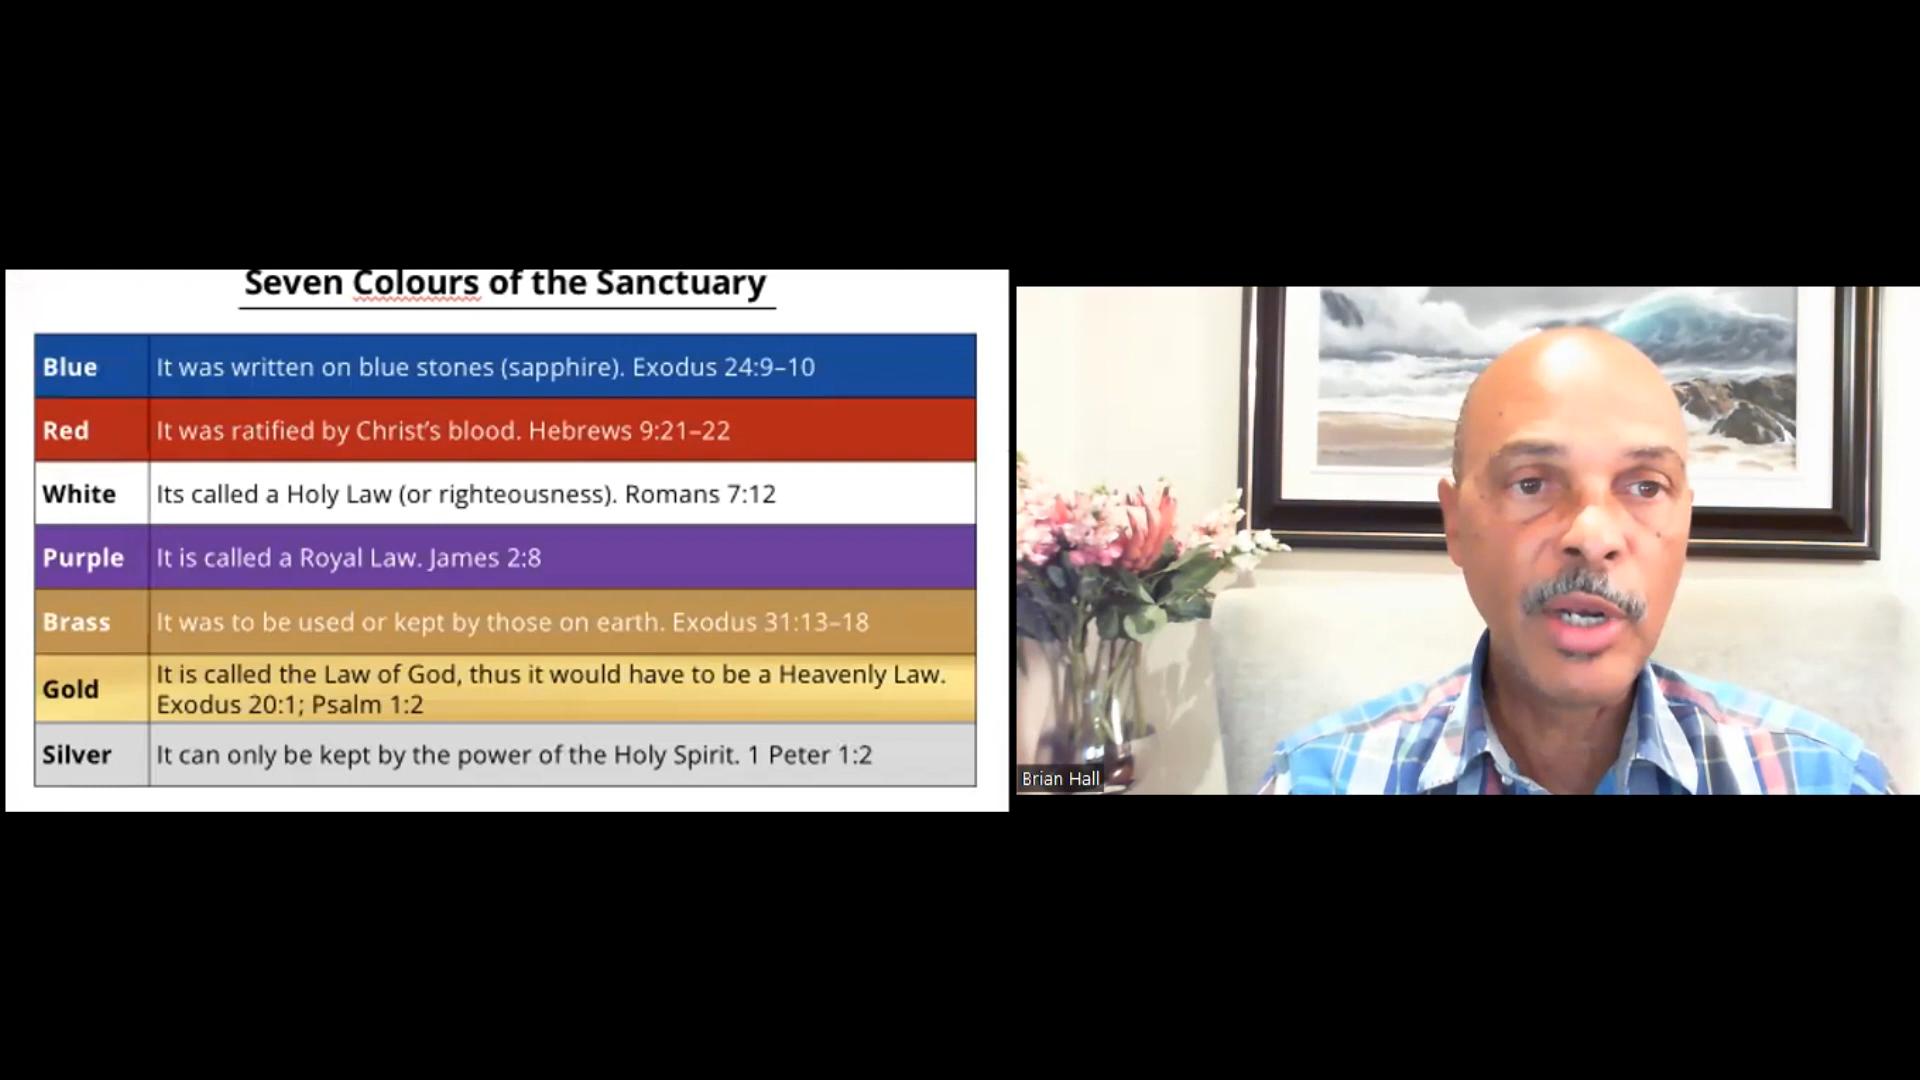 Seven Colours of the Sanctuary
Blue It was written on blue stones (sapphire). Exodus 24:9–10
Red It was ratified by Christ’s blood. Hebrews 9:21–22
White Its called a Holy Law (or righteousness). Romans 7:12
Purple It is called a Royal Law. James 2:8
Brass It was to be used or kept by those on earth. Exodus 31:13–18
Gold It is called the Law of God, thus it would have to be a Heavenly Law.
Exodus 20:1; Psalm 1:2
Silver It can only be kept by the power of the Holy Spirit. 1 Peter 1:2
Brian Hall